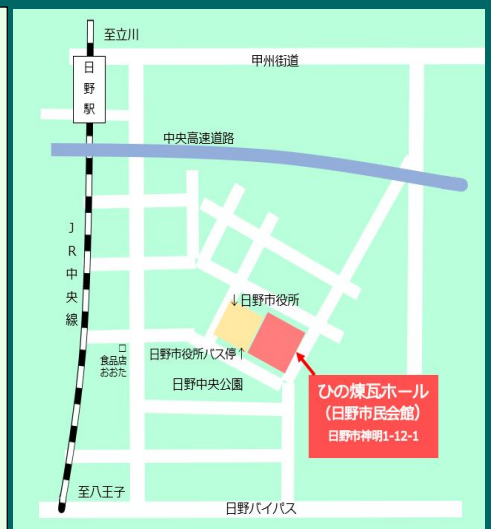 至立川
日野駅
甲州街道
中央高速道路
JR中央線
↓日野市役所
日野市役所バス停↑
食品店
おおた
日野中央公園
ひの煉瓦ホール
(日野市民会館)
日野市神明1-12-1
至八王子
日野バイパス